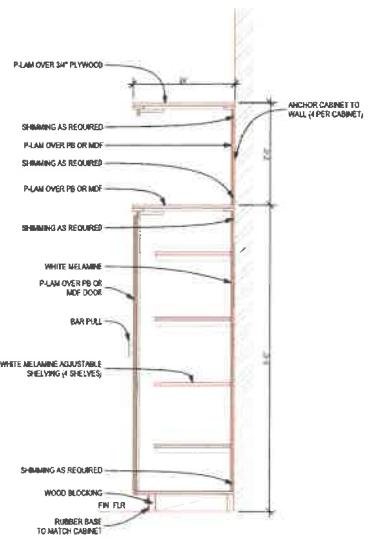 P-LAM OVER 3/4" PLYWOOD
ANCHOR CABINET TO
WALL (4 PER CABINET)
SHIMMING AS REQUIRED
P-LAM OVER PB OR MDF
SHIMMING AS REQUIRED
P-LAM OVER PB OR MDF
SHIMMING AS REQUIRED
WHITE MELAMINE
P-LAM OVER PB OR
MDF DOOR
BAR PULL
WHITE MELAMINE ADJUSTABLE
SHELVING (4 SHELVES)
SHIMMING AS REQUIRED
WOOD BLOCKING
FIN FLR
RUBBER BASE
TO MATCH CABINET